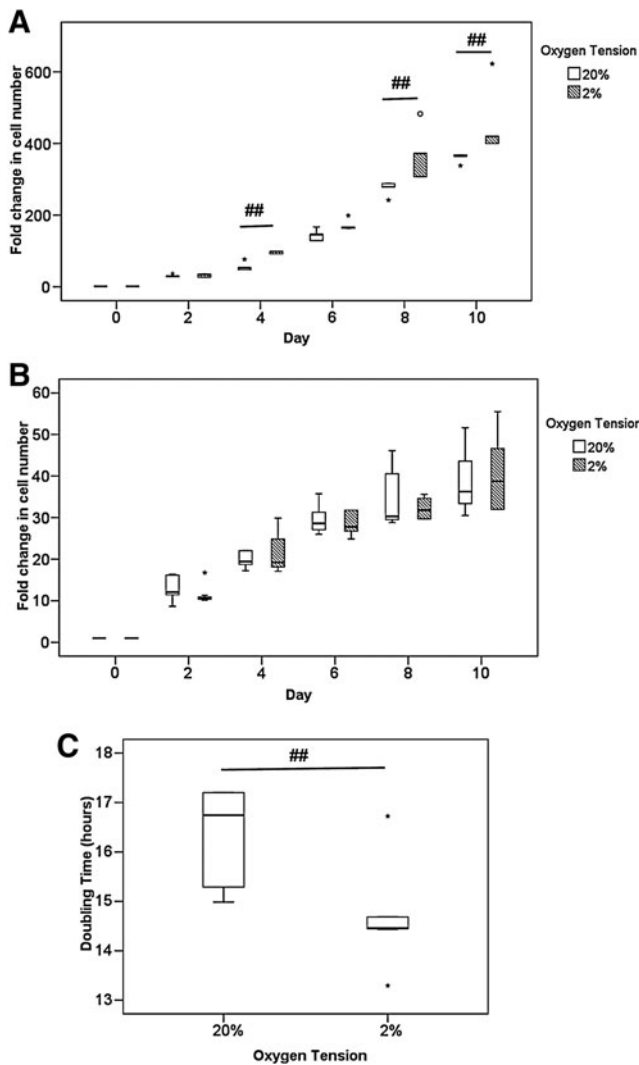 A
Fold change in cell number
600
400
200
0
##
##
##
Oxygen Tension
20%
2%
0 2 4 6 8 10
Day
B
Fold change in cell number
60
50
40
30
20
10
0
Oxygen Tension
20%
2%
0 2 4 6 8 10
Day
C
Doubling Time (hours)
18
17
16
15
14
13
##
20% 2%
Oxygen Tension